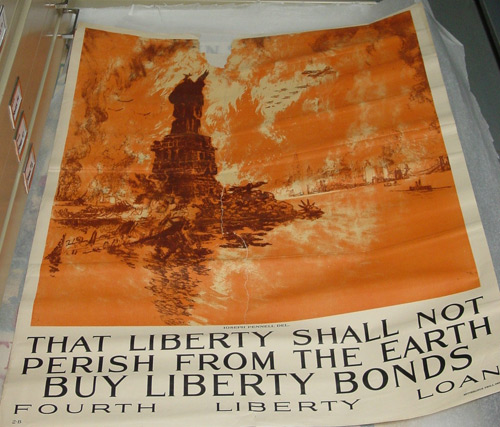 JOSEPH PENNELL DEL.
THAT LIBERTY SHALL NOT
PERISH FROM THE EARTH
BUY LIBERTY BONDS
FOURTH LIBERTY LOAN